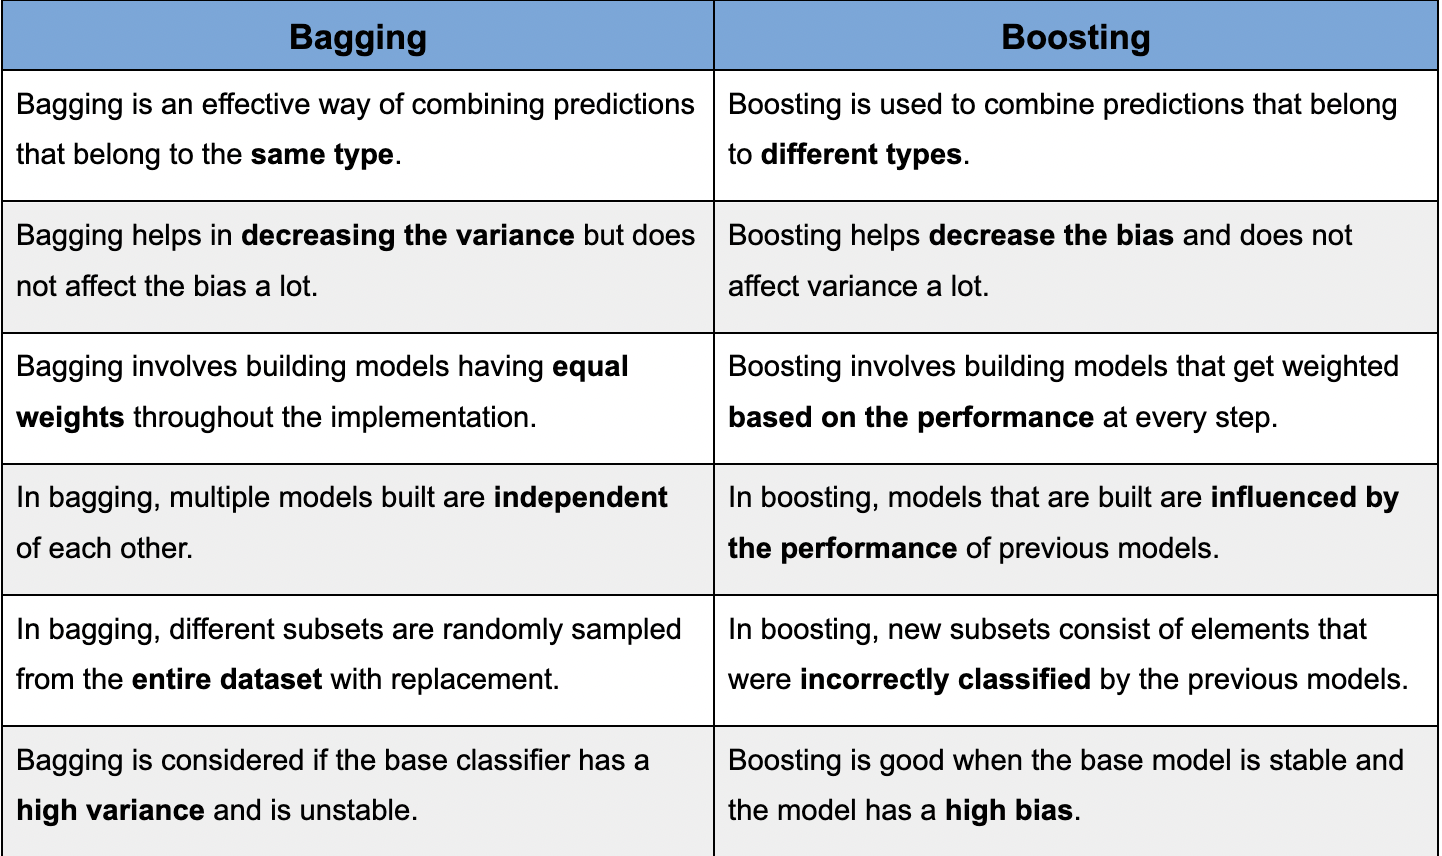 Bagging
Boosting
Bagging is an effective way of combining predictions
that belong to the same type.
Boosting is used to combine predictions that belong
to different types.
Bagging helps in decreasing the variance but does
not affect the bias a lot.
Boosting helps decrease the bias and does not
affect variance a lot.
Bagging involves building models having equal
weights throughout the implementation.
Boosting involves building models that get weighted
based on the performance at every step.
In bagging, multiple models built are independent
of each other.
In boosting, models that are built are influenced by
the performance of previous models.
In bagging, different subsets are randomly sampled
from the entire dataset with replacement.
In boosting, new subsets consist of elements that
were incorrectly classified by the previous models.
Bagging is considered if the base classifier has a
high variance and is unstable.
Boosting is good when the base model is stable and
the model has a high bias.